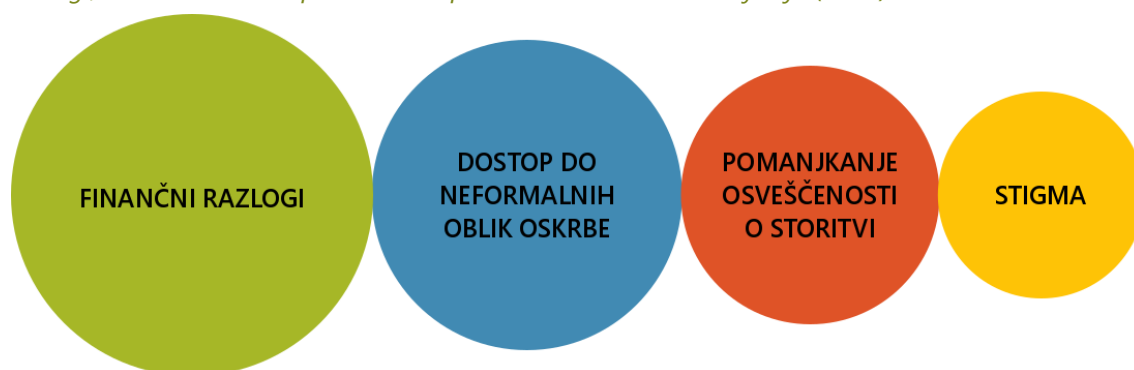 FINANČNI RAZLOGI
DOSTOP DO
NEFORMALNIH
OBLIK OSKRBE
POMANJKANJE
OSVEŠČENOSTI
O STORITVI
STIGMA